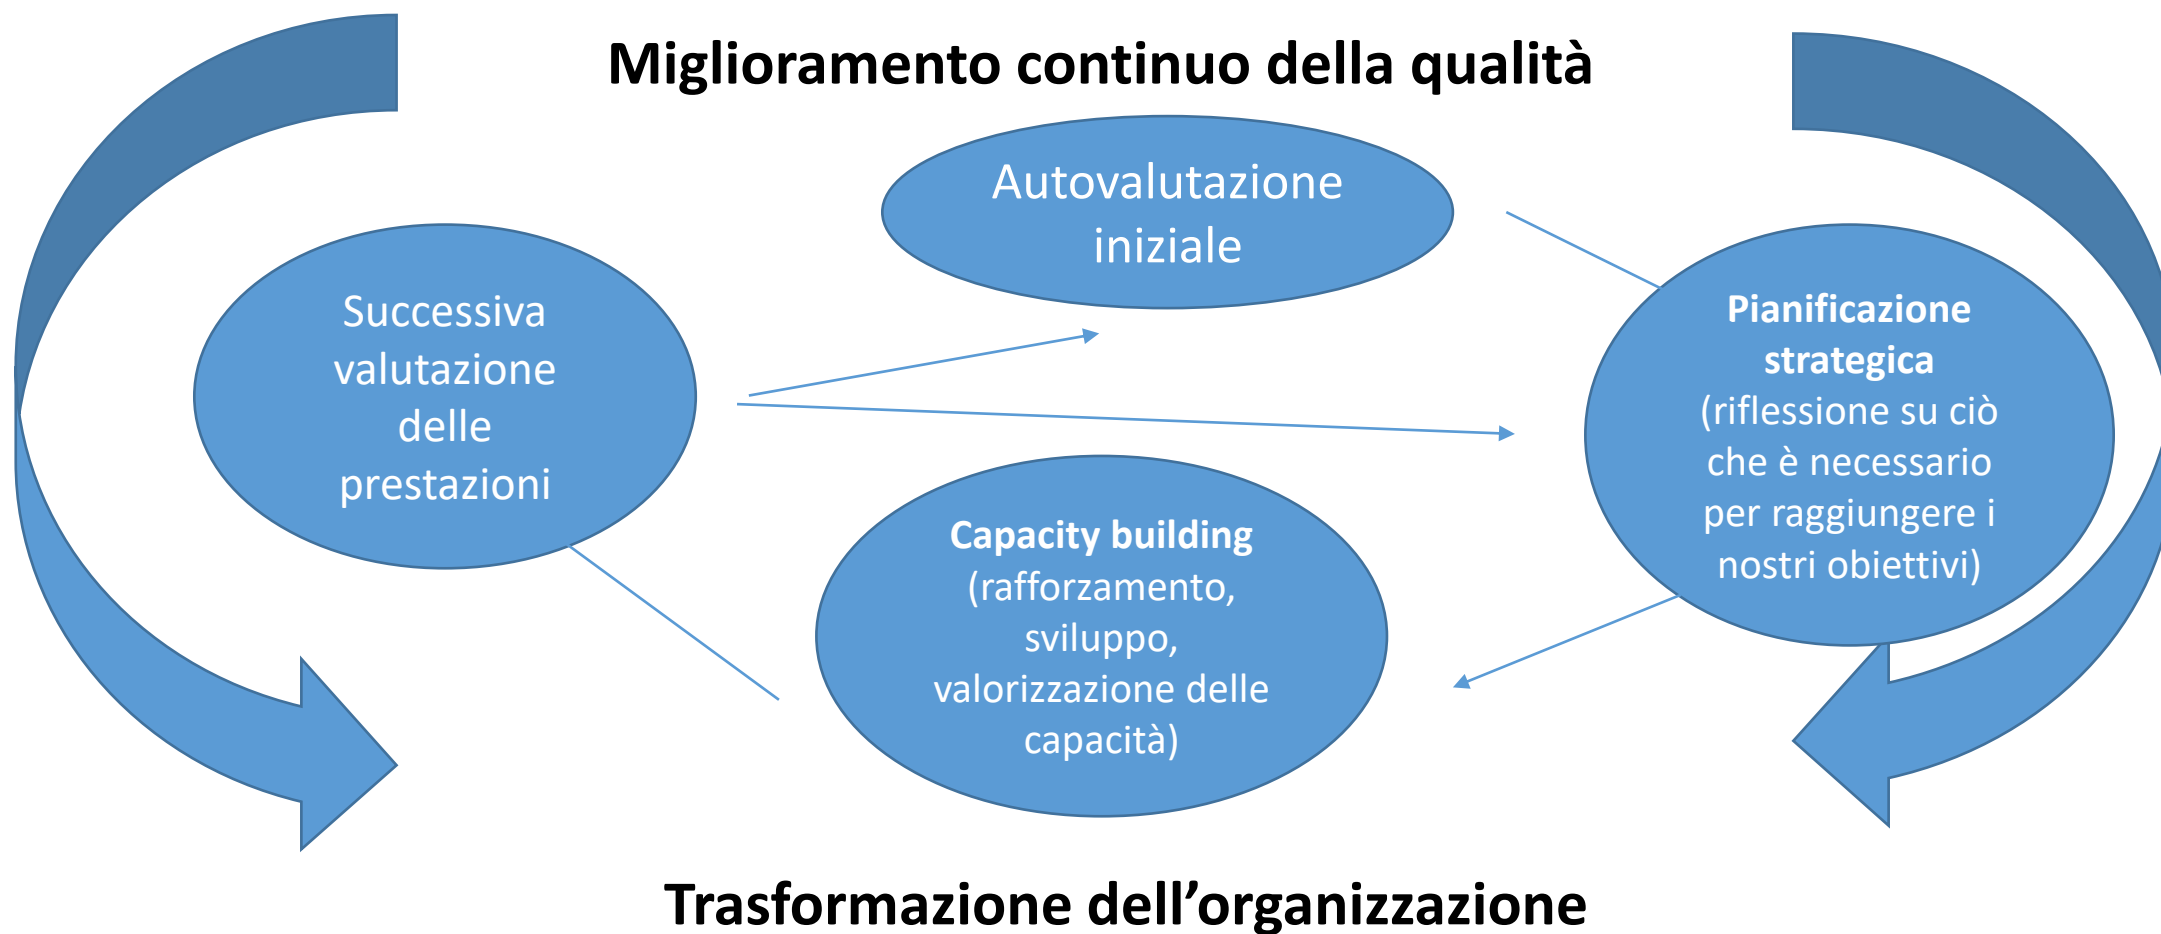 Miglioramento continuo della qualità
Autovalutazione
iniziale
Successiva
valutazione
delle
prestazioni
Pianificazione
strategica
(riflessione su ciò
che è necessario
per raggiungere i
nostri obiettivi)
Capacity building
(rafforzamento,
sviluppo,
valorizzazione delle
capacità)
Trasformazione dell’organizzazione